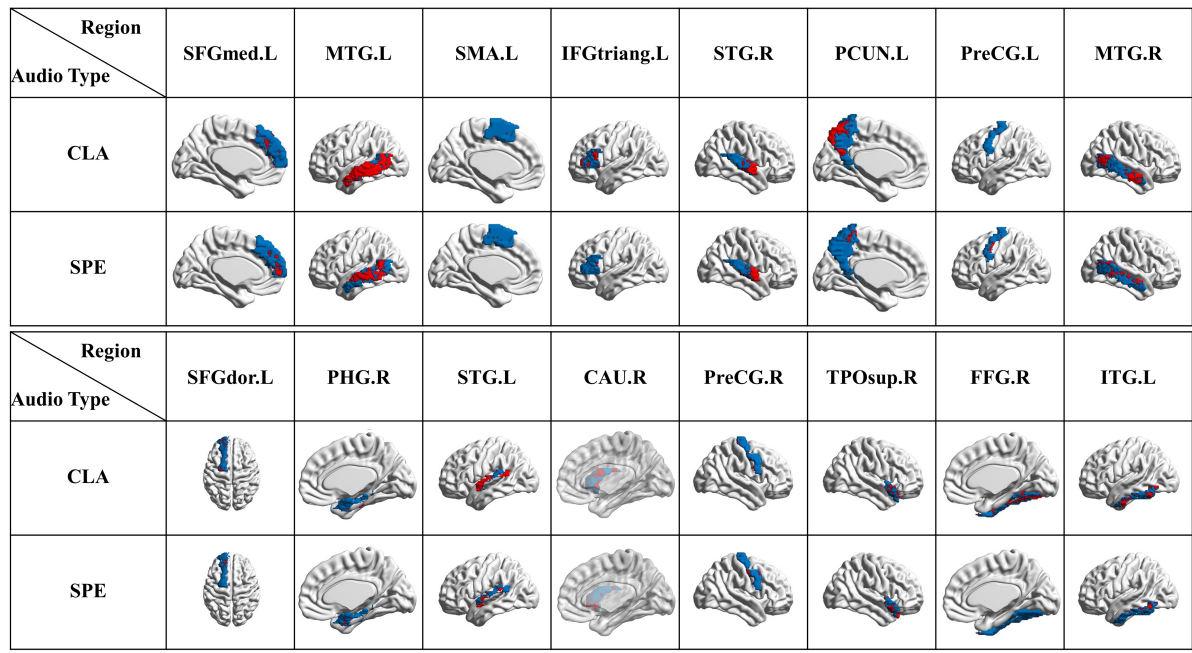 Region
Audio Type
SFGmed.L MTG.L SMA.L IFGtriang.L STG.R PCUN.L PreCG.L MTG.R
CLA
SPE
Region
Audio Type
SFGdor.L PHG.R STG.L CAU.R PreCG.R TPOsup.R FFG.R ITG.L
CLA
SPE